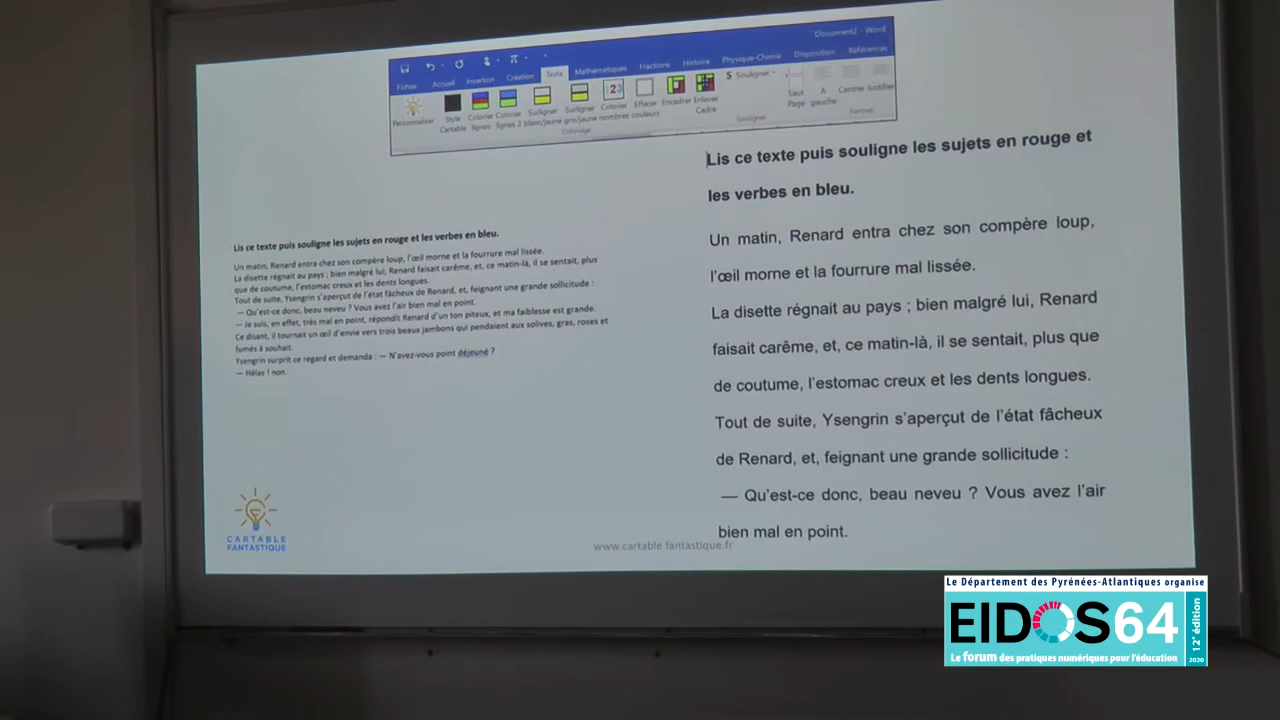 Document2 - Word
Fichier Accueil Insertion Création Texte Mathématiques Fractions Histoire Physique-Chimie Disposition Références
Personnaliser
Style Cartable
Colorier lignes
Colorier lignes 2
Surligner blanc/jaune
Surligner gris/jaune
Colorier nombres
Effacer couleurs
Encadrer
Enlever Cadre
Coloriage
S Souligner
Souligner
Saut Page
A gauche
Centrer
Justifier
Format
Lis ce texte puis souligne les sujets en rouge et les verbes en bleu.
Un matin, Renard entra chez son compère loup, l'œil morne et la fourrure mal lissée.
La disette régnait au pays ; bien malgré lui, Renard faisait carême, et, ce matin-là, il se sentait, plus
que de coutume, l'estomac creux et les dents longues.
Tout de suite, Ysengrin s'aperçut de l'état fâcheux de Renard, et, feignant une grande sollicitude :
— Qu'est-ce donc, beau neveu ? Vous avez l'air bien mal en point.
— Je suis, en effet, très mal en point, répondit Renard d'un ton piteux, et ma faiblesse est grande.
Ce disant, il tournait un œil d'envie vers trois beaux jambons qui pendaient aux solives, gras, roses et
fumés à souhait.
Ysengrin surprit ce regard et demanda : — N'avez-vous point déjeuné ?
— Hélas ! non.
Lis ce texte puis souligne les sujets en rouge et
les verbes en bleu.
Un matin, Renard entra chez son compère loup,
l'œil morne et la fourrure mal lissée.
La disette régnait au pays ; bien malgré lui, Renard
faisait carême, et, ce matin-là, il se sentait, plus que
de coutume, l'estomac creux et les dents longues.
Tout de suite, Ysengrin s'aperçut de l'état fâcheux
de Renard, et, feignant une grande sollicitude :
— Qu'est-ce donc, beau neveu ? Vous avez l'air
bien mal en point.
CARTABLE
FANTASTIQUE
www.cartable fantastique.fr
Le Département des Pyrénées-Atlantiques organise
EIDOS64
Le forum des pratiques numériques pour l'éducation
12e édition
2020